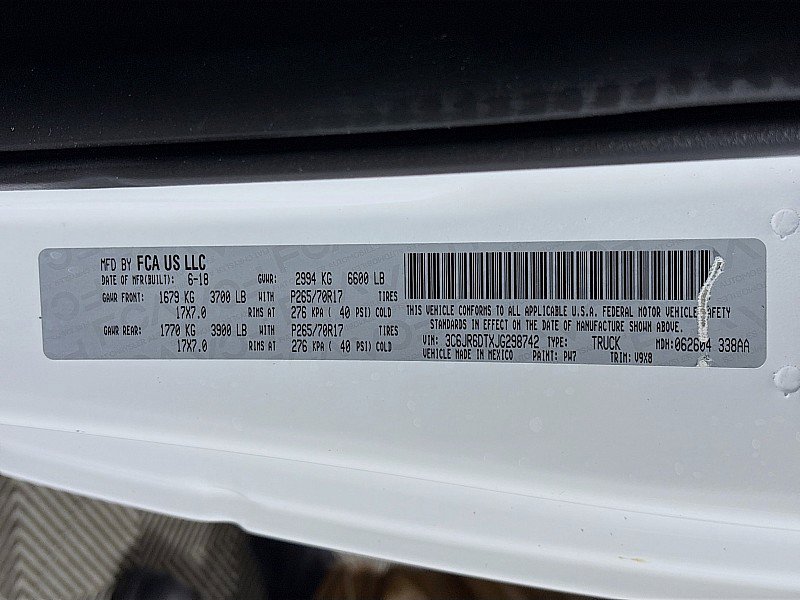 MFD BY FCA US LLC
DATE OF MFR(BUILT): 6-18 GVWR: 2994 KG 6600 LB
GAWR FRONT: 1679 KG 3700 LB WITH P265/70R17 TIRES
17X7.0 RIMS AT 276 KPA ( 40 PSI) COLD
GAWR REAR: 1770 KG 3900 LB WITH P265/70R17 TIRES
17X7.0 RIMS AT 276 KPA ( 40 PSI) COLD
THIS VEHICLE CONFORMS TO ALL APPLICABLE U.S.A. FEDERAL MOTOR VEHICLE SAFETY
STANDARDS IN EFFECT ON THE DATE OF MANUFACTURE SHOWN ABOVE.
VIN: 3C6JR6DTXJG298742 TYPE: TRUCK MDH: 062604 338AA
VEHICLE MADE IN MEXICO PAINT: PW7 TRIM: V9X8